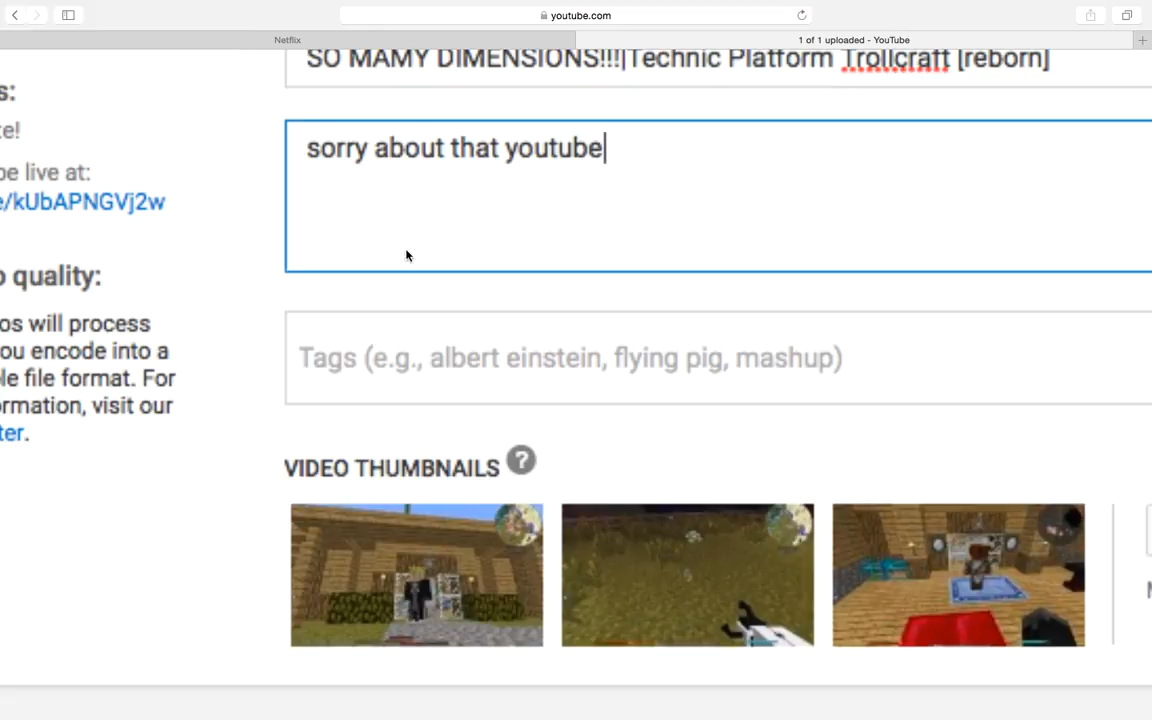 youtube.com
Netflix
1 of 1 uploaded - YouTube
SO MAMY DIMENSIONS!!!|Technic Platform Trollcraft [reborn]
s:
te!
sorry about that youtube
be live at:
e/kUbAPNGVj2w
o quality:
os will process
ou encode into a
le file format. For
ormation, visit our
ter.
Tags (e.g., albert einstein, flying pig, mashup)
VIDEO THUMBNAILS ?